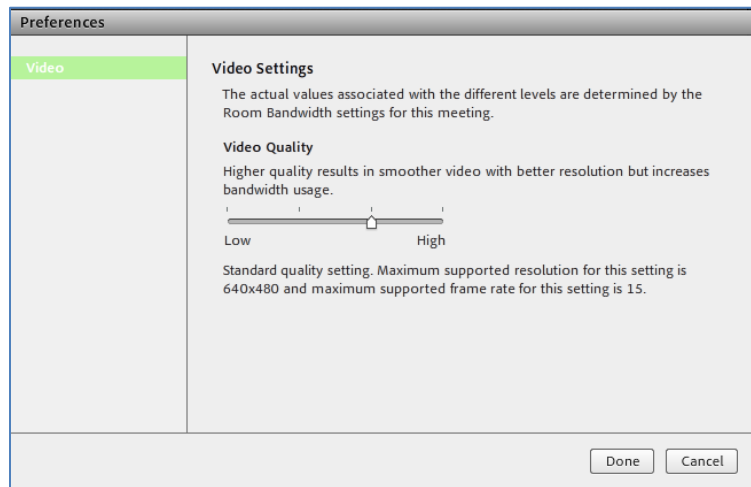 Preferences
Video
Video Settings
The actual values associated with the different levels are determined by the
Room Bandwidth settings for this meeting.
Video Quality
Higher quality results in smoother video with better resolution but increases
bandwidth usage.
Low High
Standard quality setting. Maximum supported resolution for this setting is
640x480 and maximum supported frame rate for this setting is 15.
Done Cancel